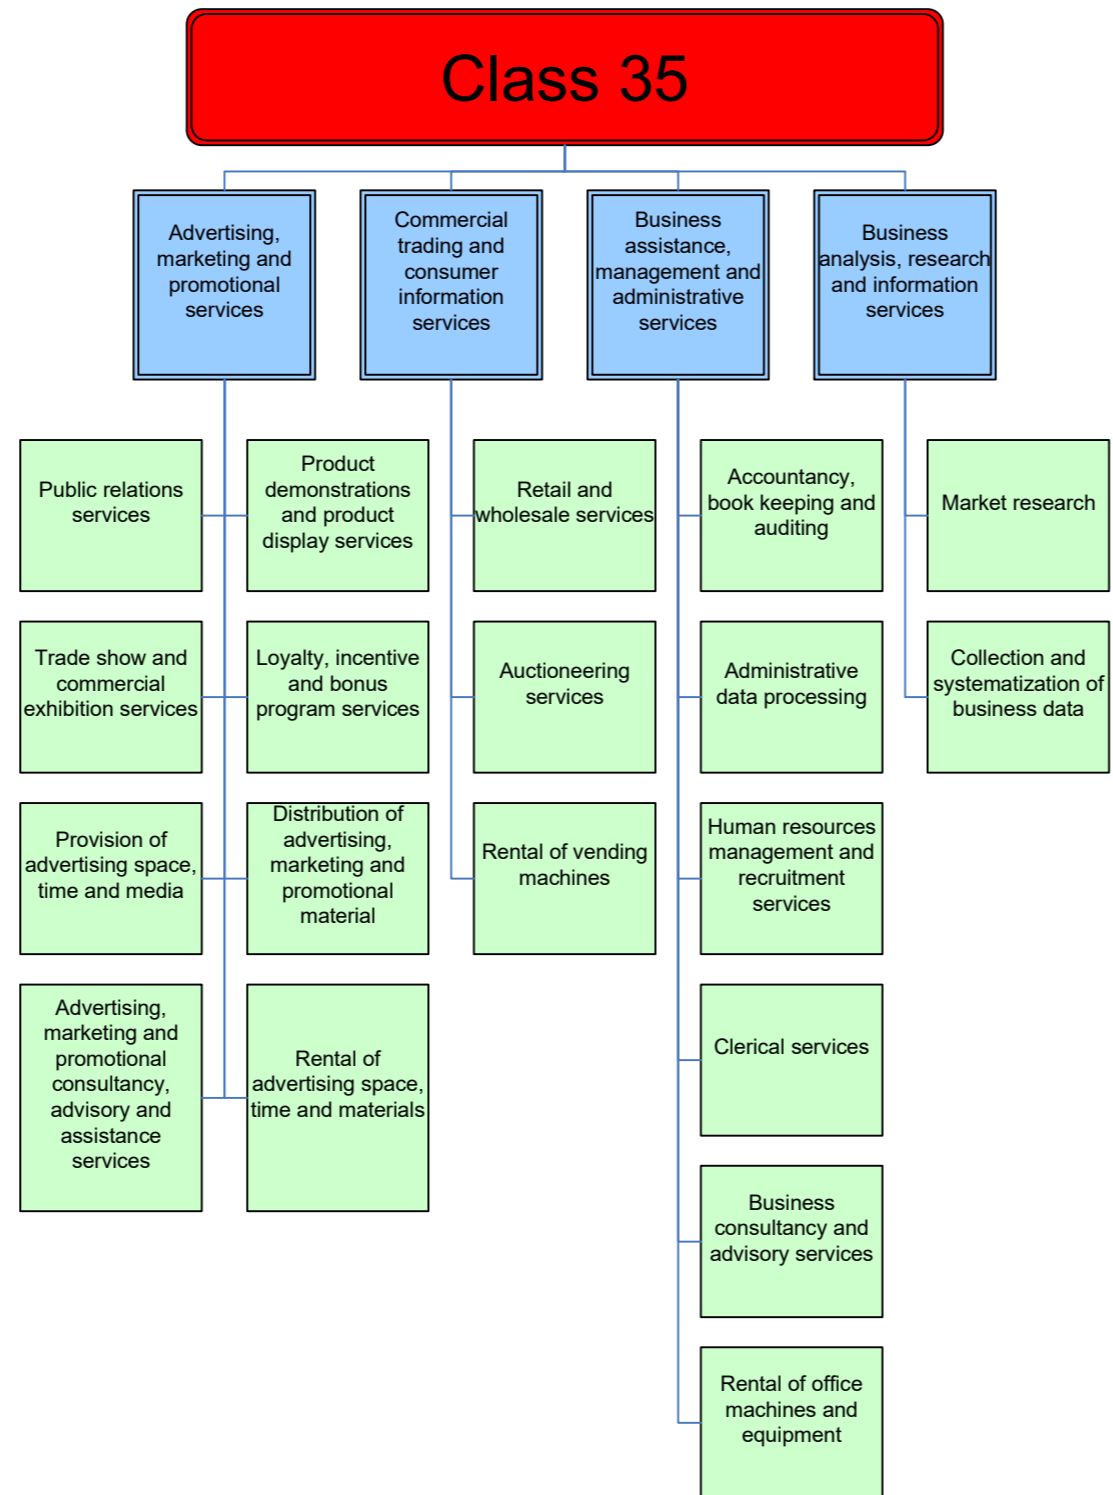 Class 35
Advertising,
marketing and
promotional
services
Commercial
trading and
consumer
information
services
Business
assistance,
management and
administrative
services
Business
analysis, research
and information
services
Public relations
services
Product
demonstrations
and product
display services
Retail and
wholesale services
Accountancy,
book keeping and
auditing
Market research
Trade show and
commercial
exhibition services
Loyalty, incentive
and bonus
program services
Auctioneering
services
Administrative
data processing
Collection and
systematization of
business data
Provision of
advertising space,
time and media
Distribution of
advertising,
marketing and
promotional
material
Rental of vending
machines
Human resources
management and
recruitment
services
Advertising,
marketing and
promotional
consultancy,
advisory and
assistance
services
Rental of
advertising space,
time and materials
Clerical services
Business
consultancy and
advisory services
Rental of office
machines and
equipment